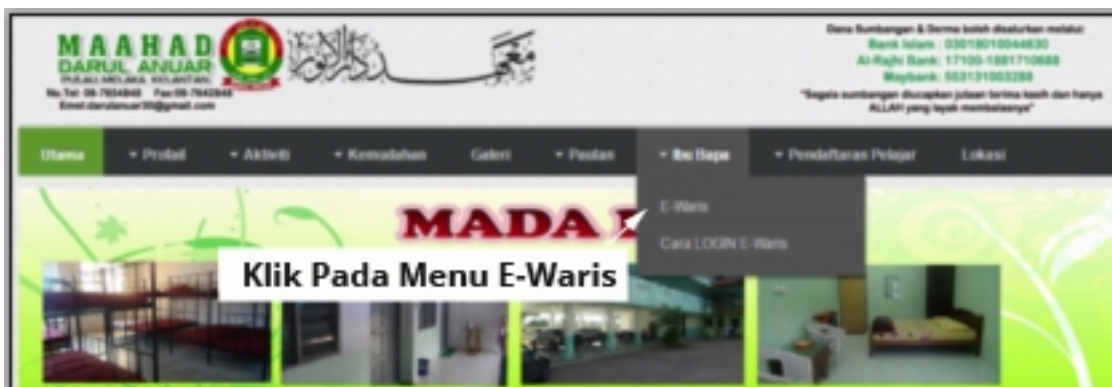 MAAHAD
DARUL ANUAR
PULAU MELAKA, KELANTAN
Dana Sumbangan & Derma boleh disalurkan melalui:
Bank Islam : 03018010044630
Al-Rajhi Bank: 17100-1881710688
Maybank: 553131003288
"Segala sumbangan diucapkan jutaan terima kasih dan hanya
ALLAH yang layak membalasnya"
Utama Profail Aktiviti Kemudahan Galeri Pautan Ibu Bapa Pendaftaran Pelajar Lokasi
E-Waris
Cara LOGIN E-Waris
MADA
Klik Pada Menu E-Waris